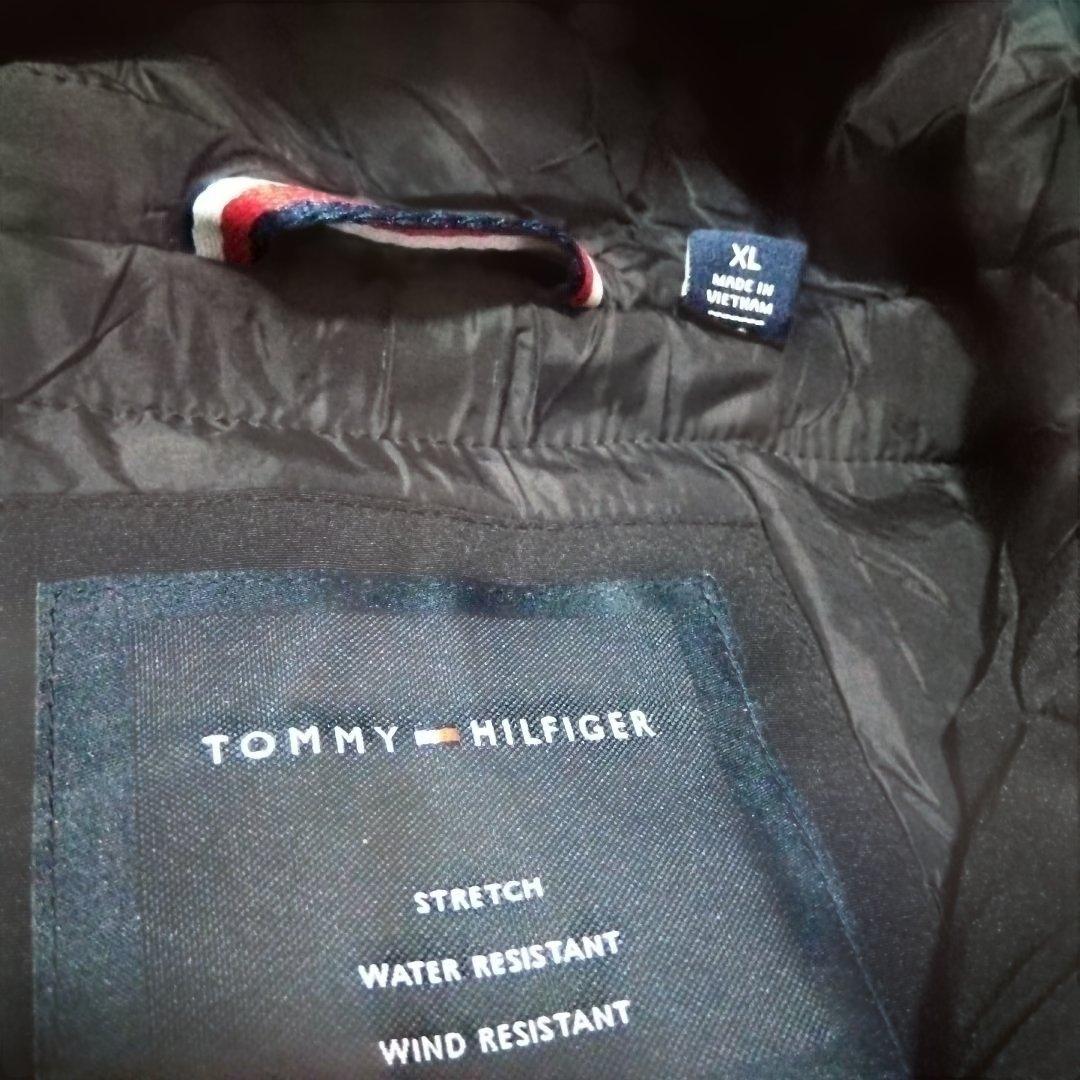 XL
MADE IN
VIETNAM
TOMMY HILFIGER
STRETCH
WATER RESISTANT
WIND RESISTANT